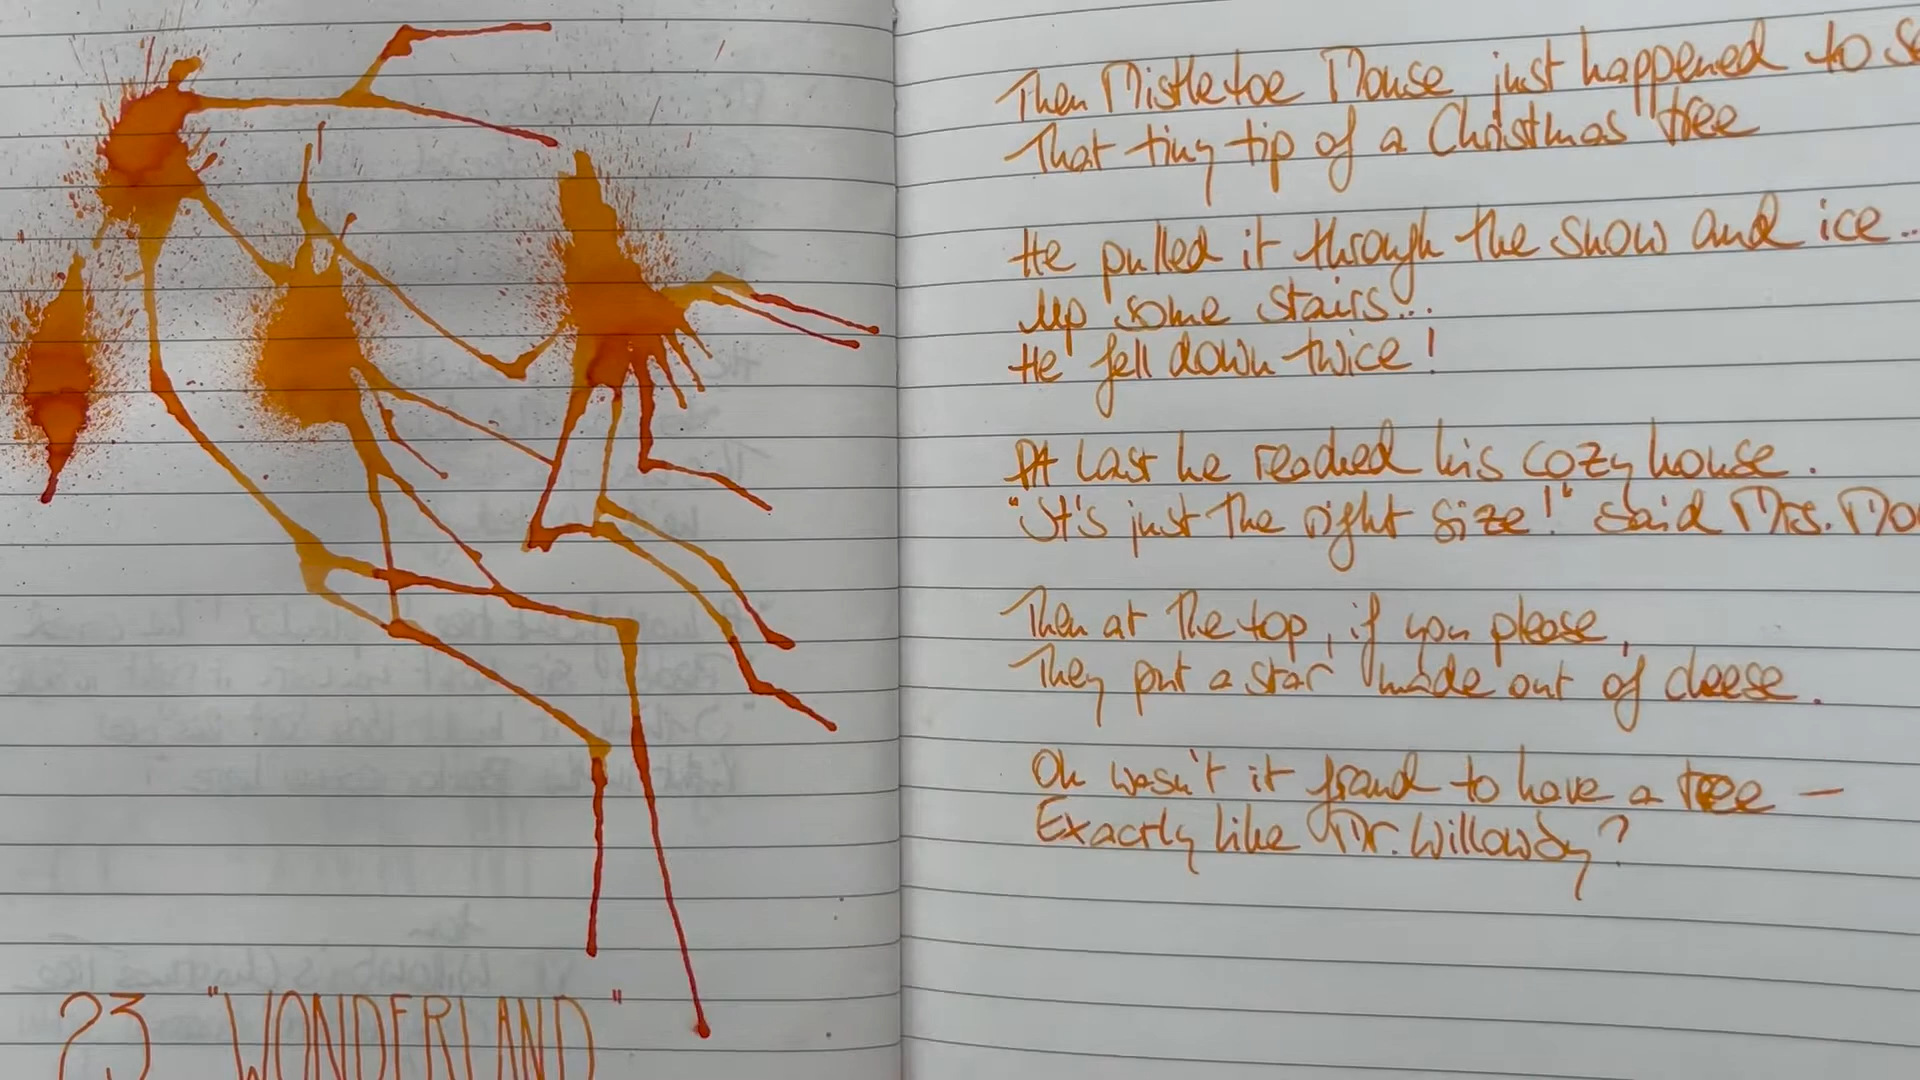 23 "WONDERLAND"
Then Mistletoe Mouse just happened to se
That tiny tip of a Christmas tree
He pulled it through the snow and ice...
up some stairs...
He fell down twice!
At last he reached his cozy house.
"It's just the right size!" said Mrs. Mo
Then at the top, if you please,
They put a star made out of cheese.
Oh wasn't it grand to have a tree -
Exactly like Mr. Willowby?